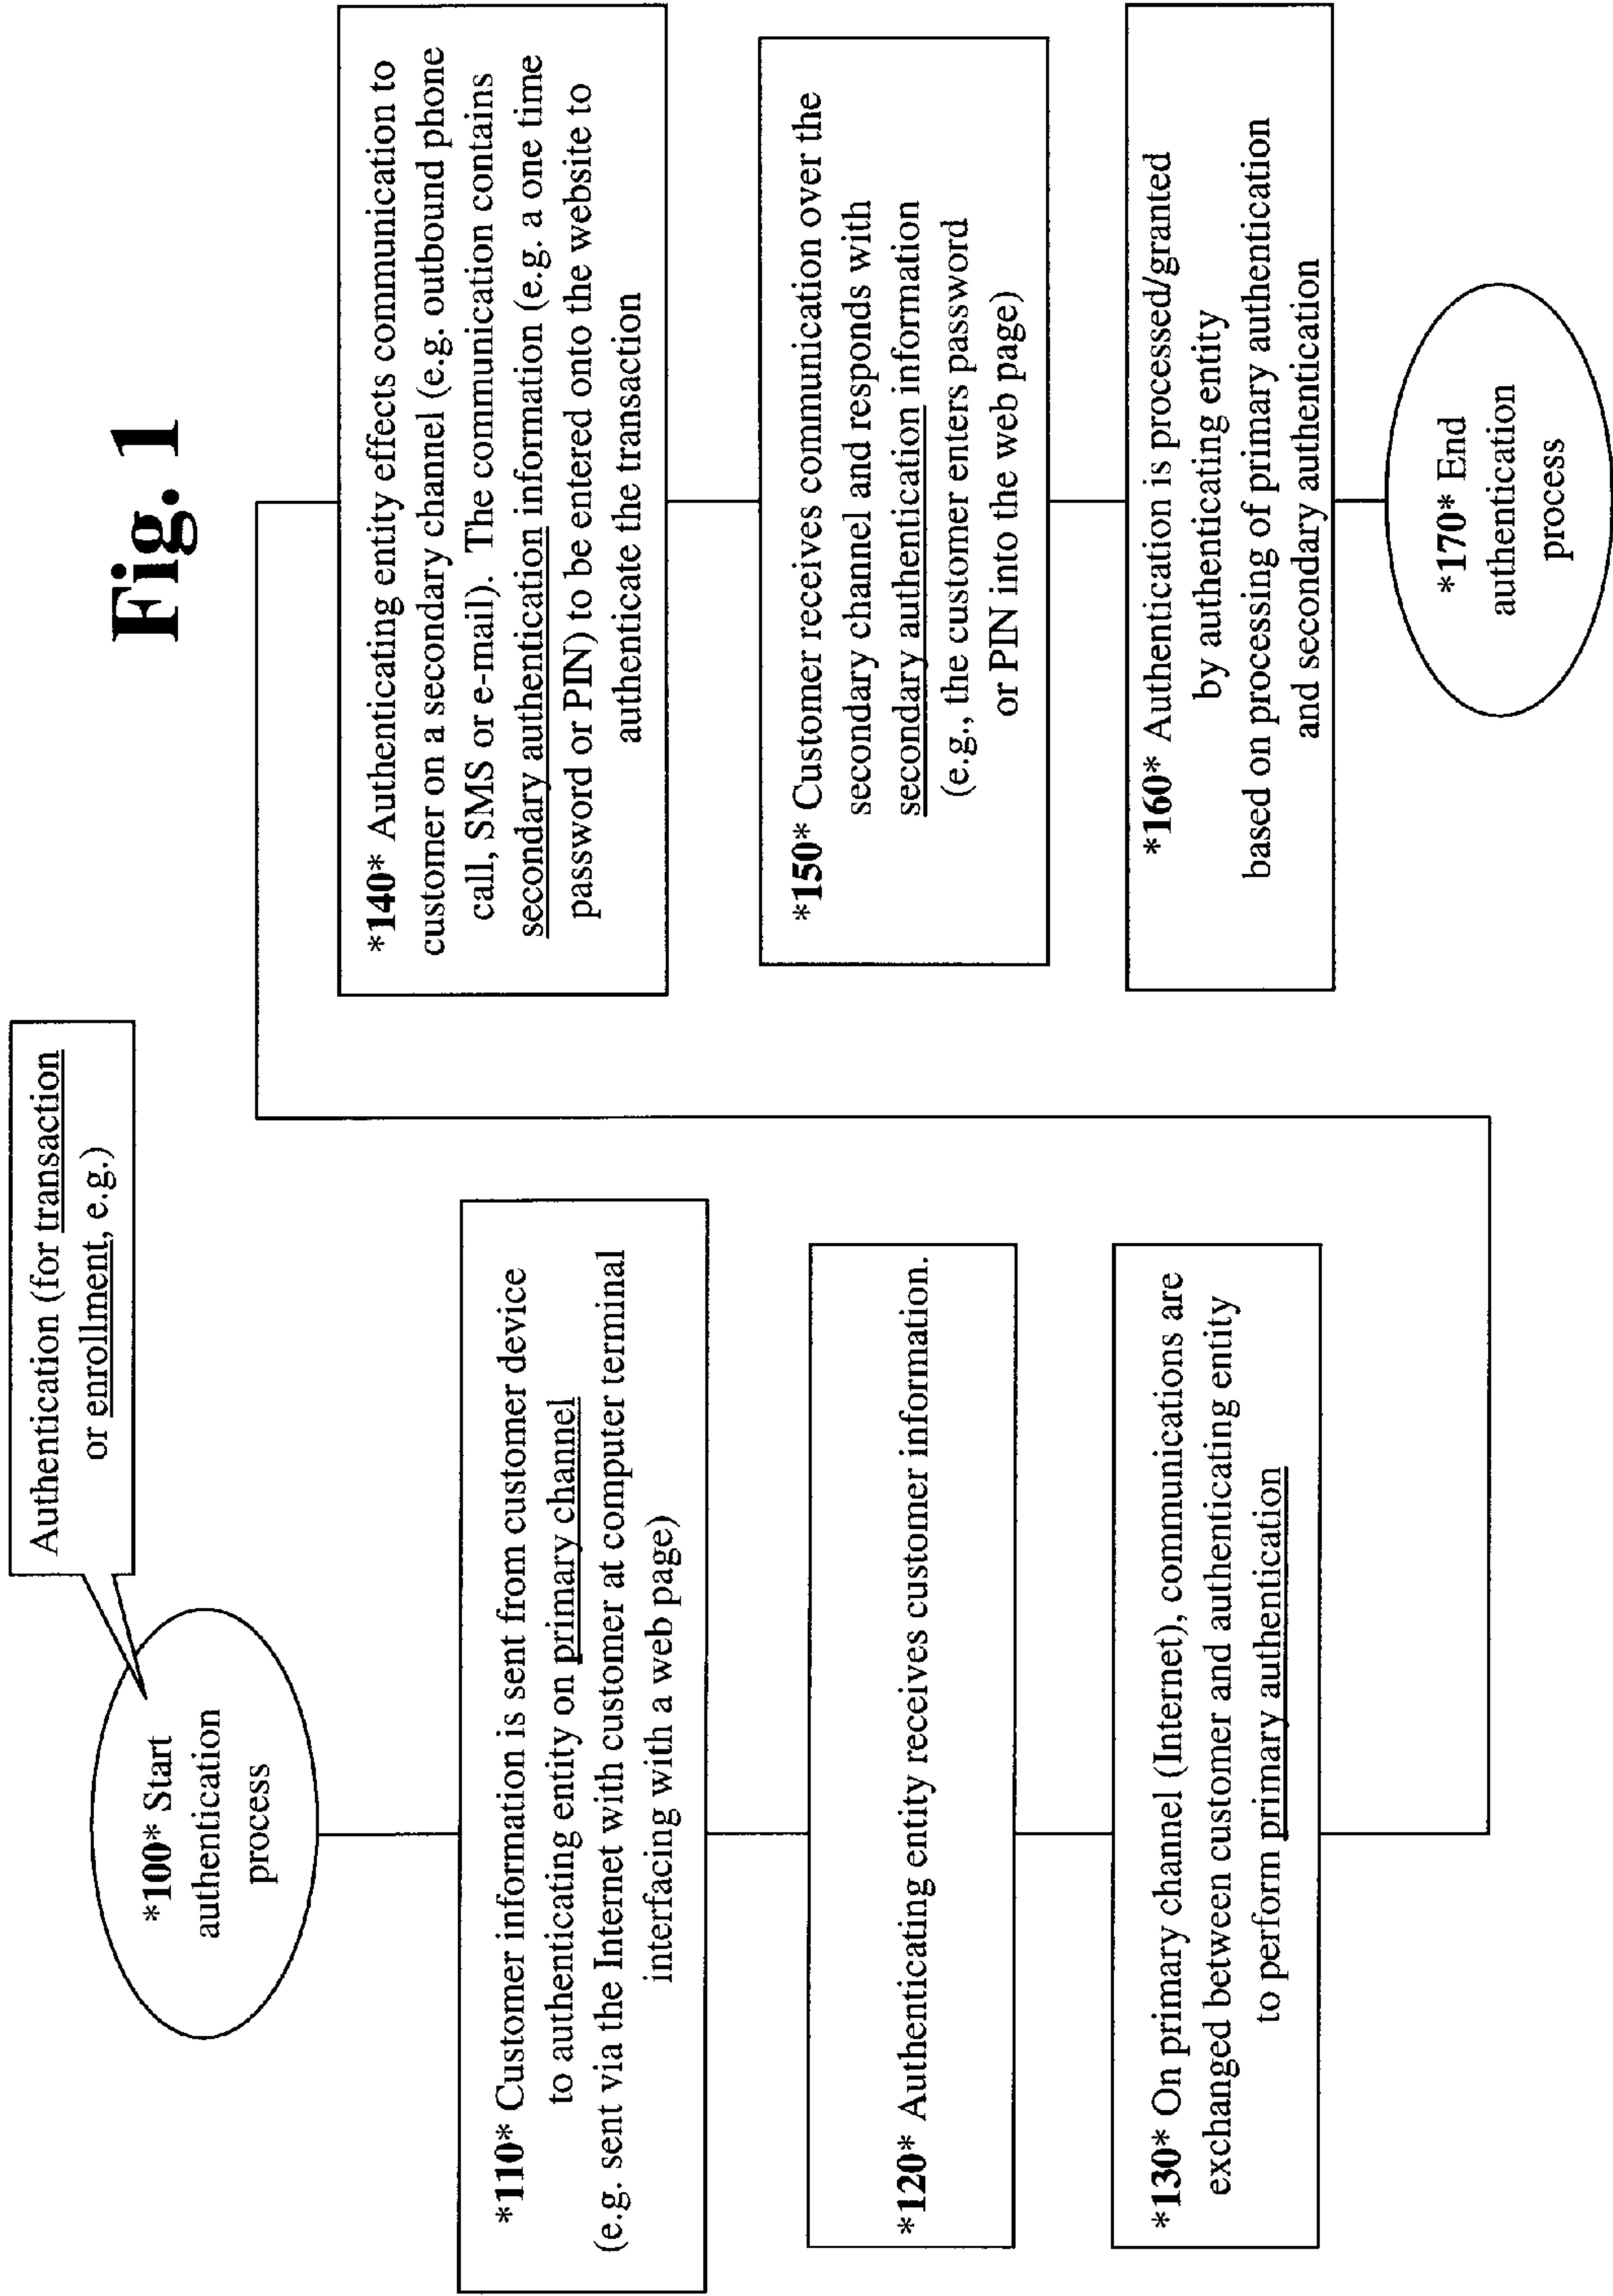 Fig. 1
Authentication (for transaction
or enrollment, e.g.)
*100* Start
authentication
process
*110* Customer information is sent from customer device
to authenticating entity on primary channel
(e.g. sent via the Internet with customer at computer terminal
interfacing with a web page)
*120* Authenticating entity receives customer information.
*130* On primary channel (Internet), communications are
exchanged between customer and authenticating entity
to perform primary authentication
*140* Authenticating entity effects communication to
customer on a secondary channel (e.g. outbound phone
call, SMS or e-mail). The communication contains
secondary authentication information (e.g. a one time
password or PIN) to be entered onto the website to
authenticate the transaction
*150* Customer receives communication over the
secondary channel and responds with
secondary authentication information
(e.g., the customer enters password
or PIN into the web page)
*160* Authentication is processed/granted
by authenticating entity
based on processing of primary authentication
and secondary authentication
*170* End
authentication
process